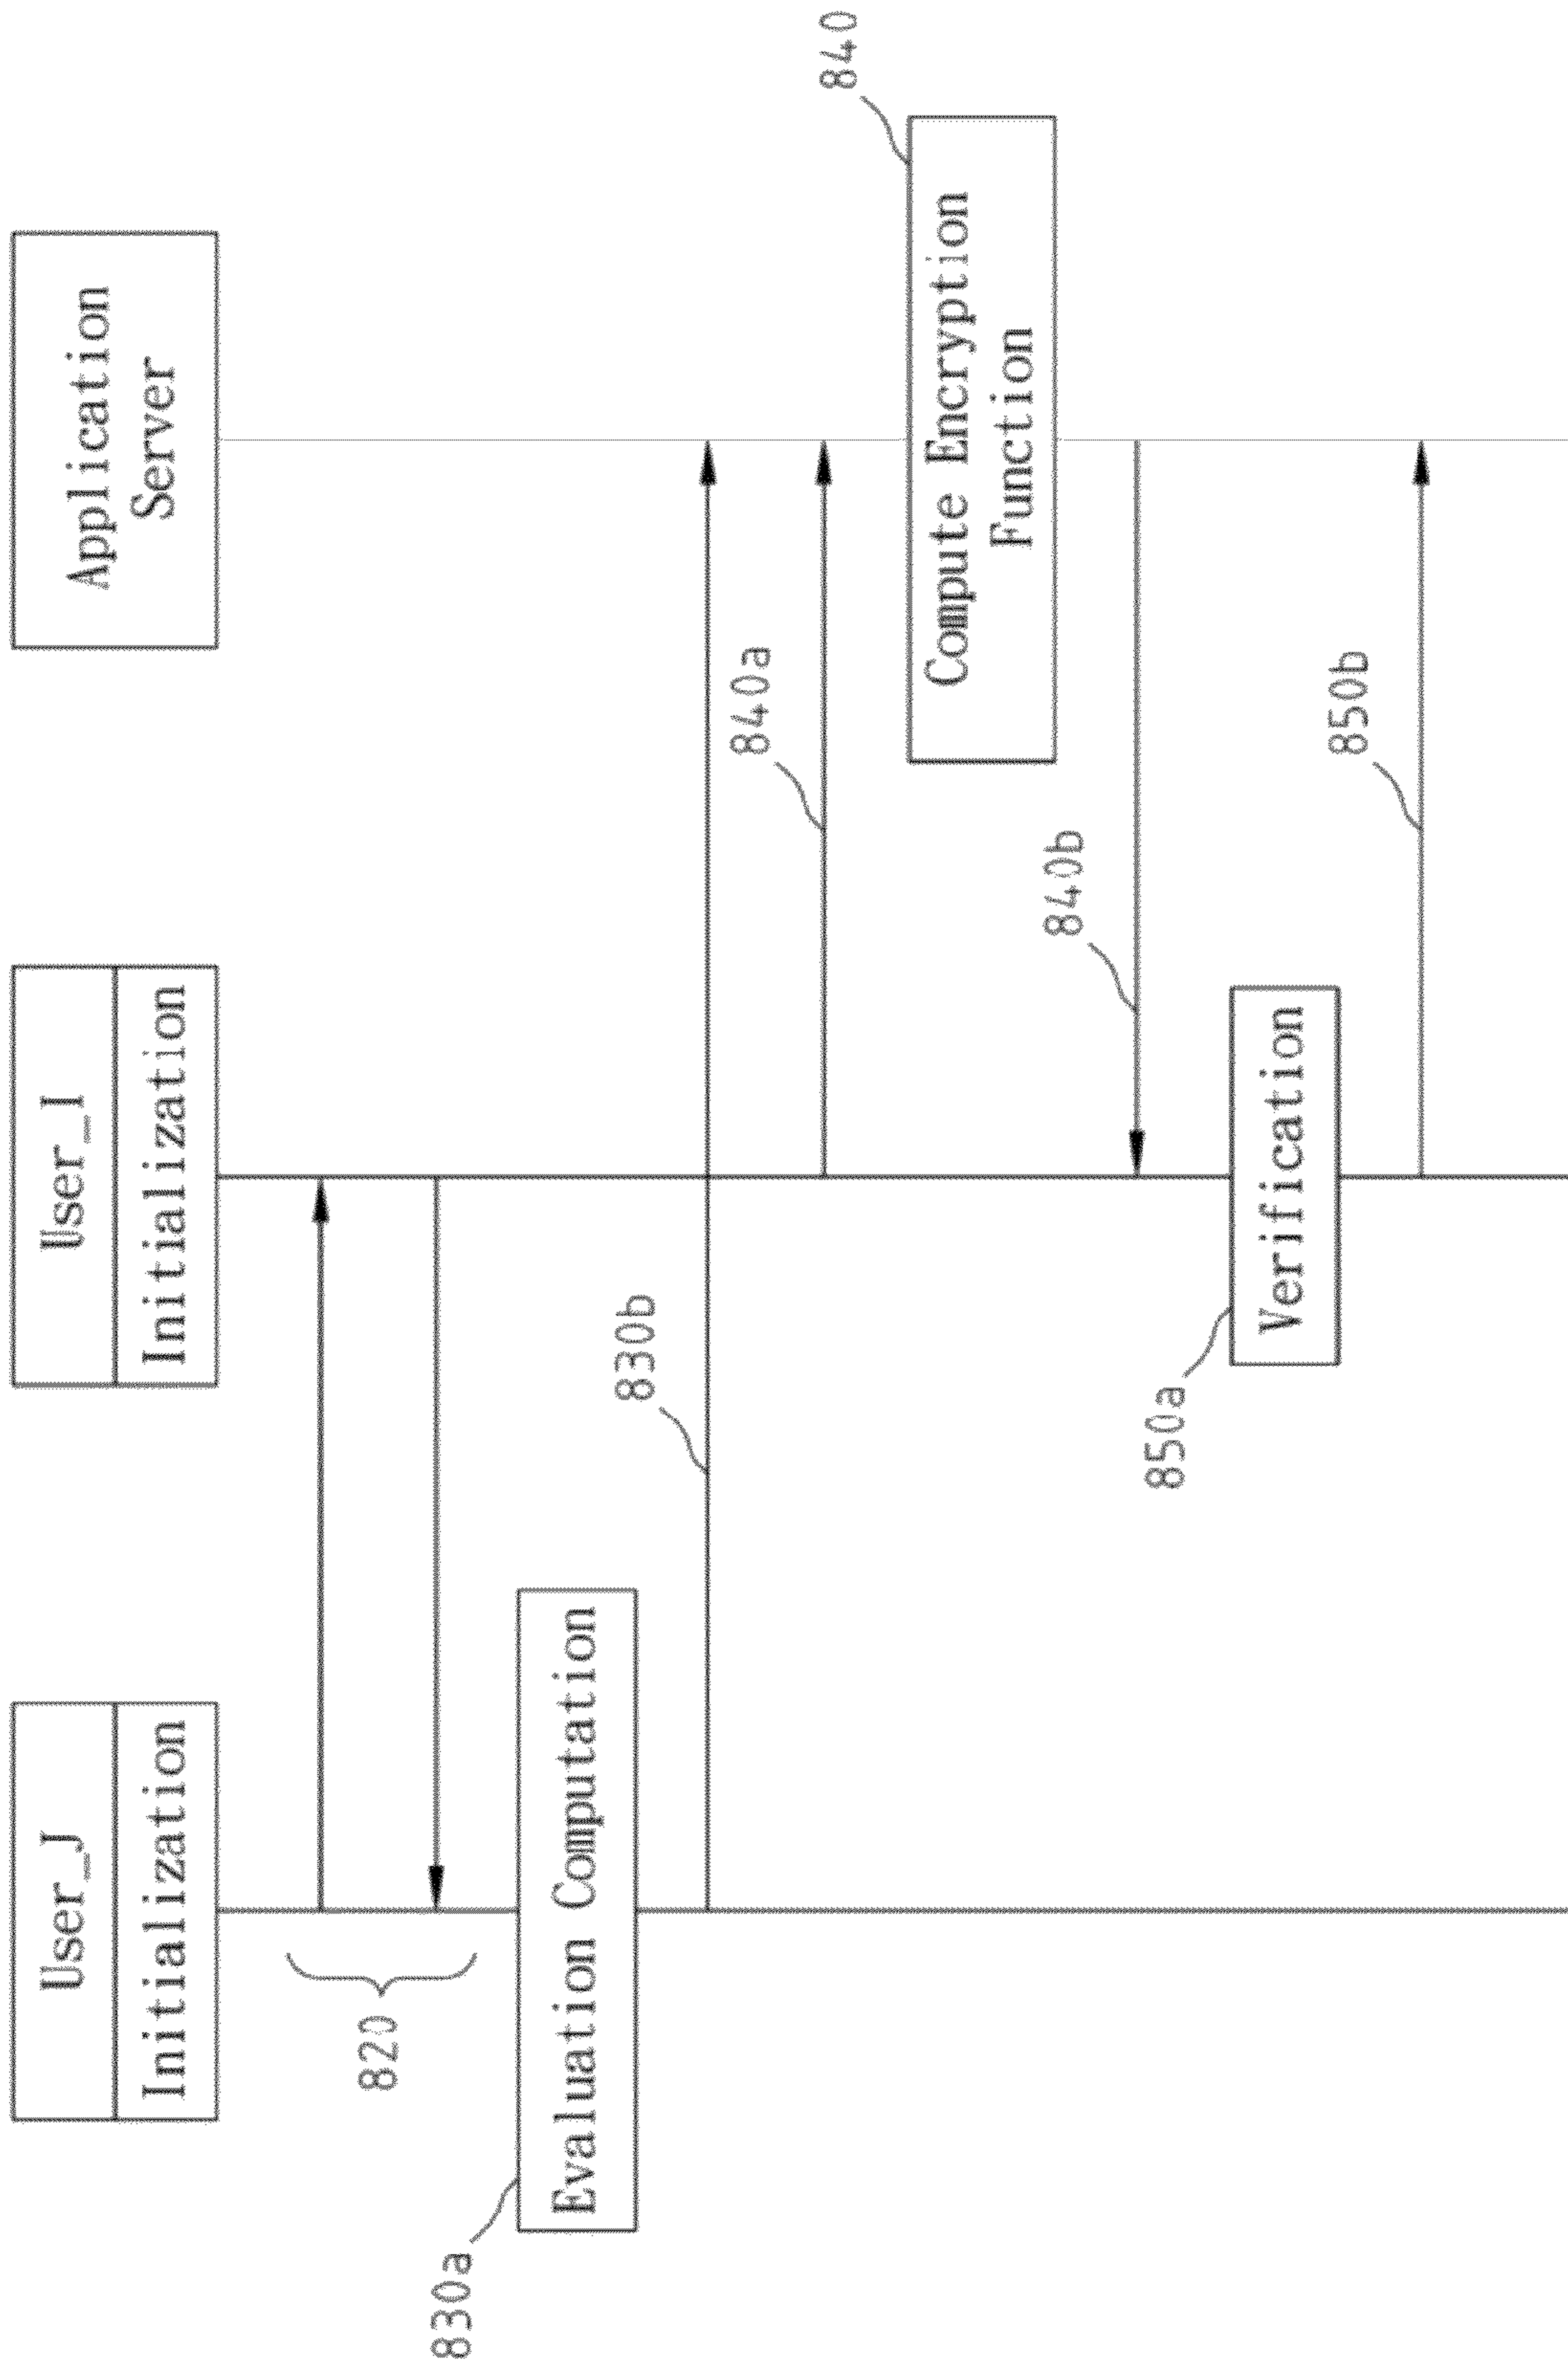 User_J
Initialization
User_I
Initialization
Application
Server
820
830a
Evaluation Computation
830b
840a
840
Compute Encryption
Function
840b
850a
Verification
850b